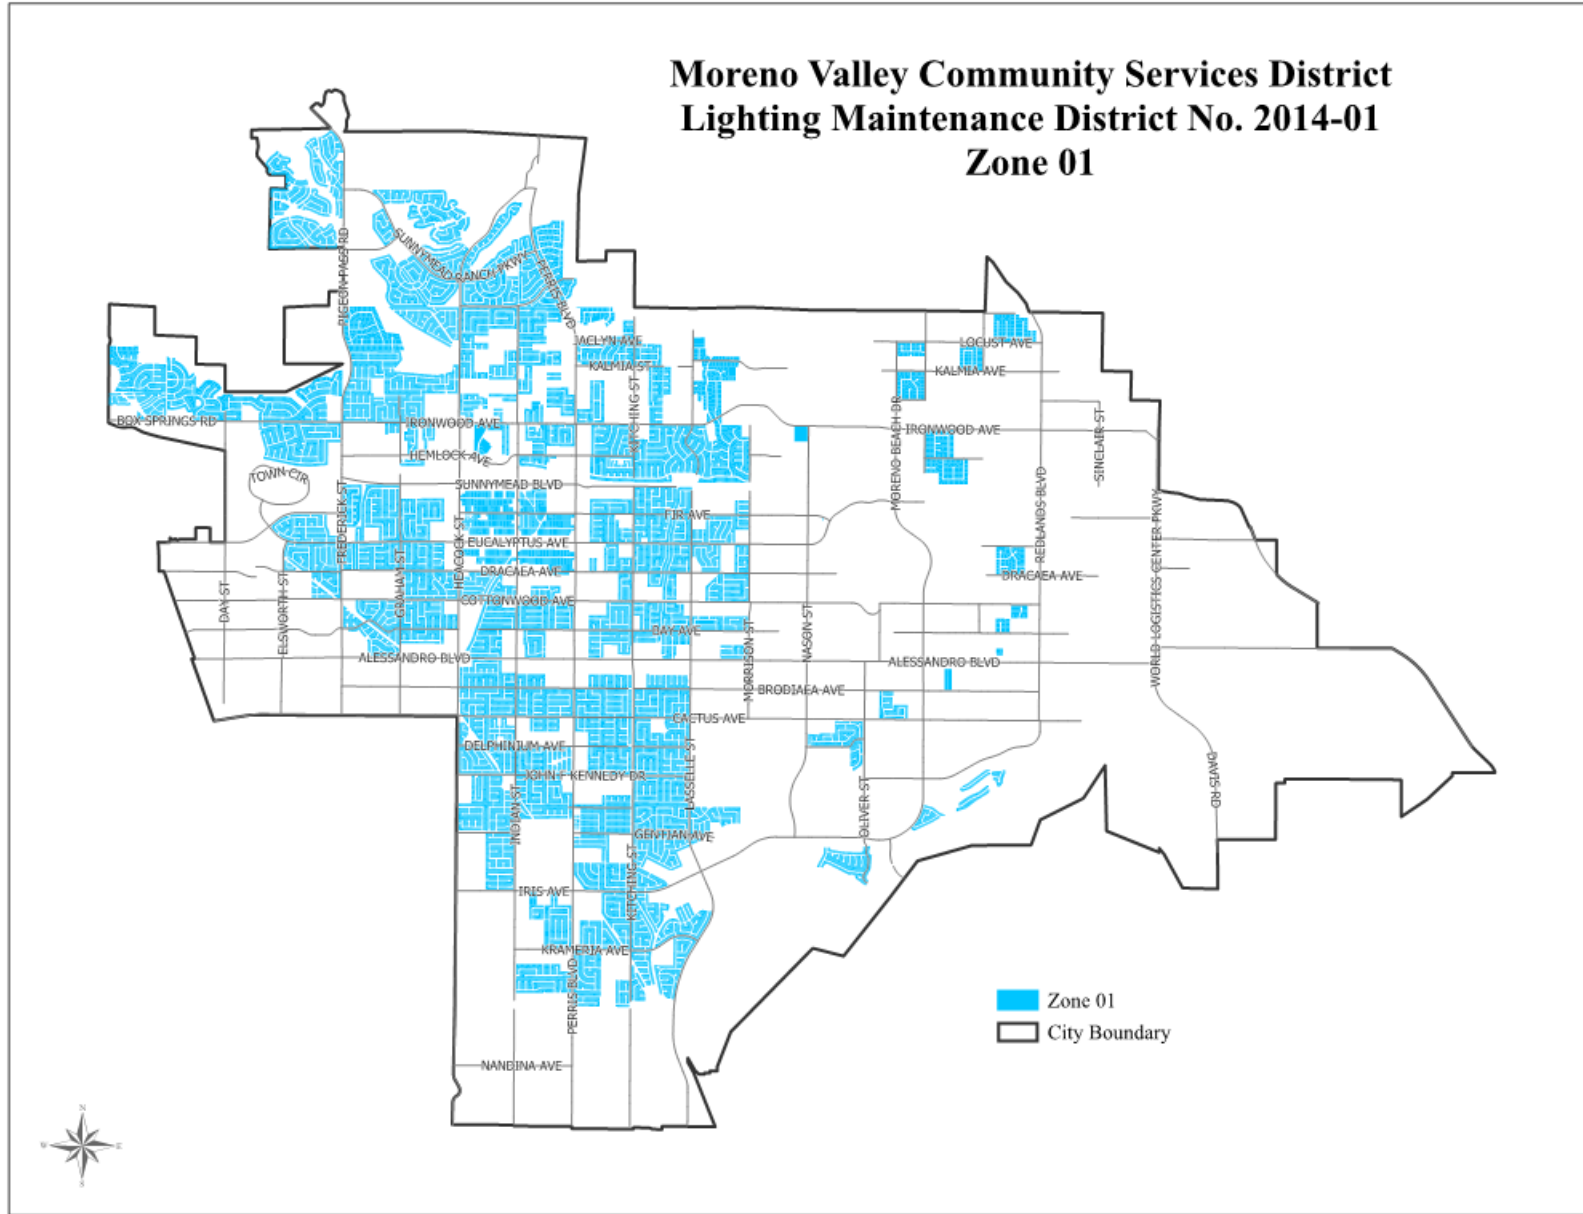 Moreno Valley Community Services District
Lighting Maintenance District No. 2014-01
Zone 01
PIGEON PASS RD
SUNNYMEAD RANCH PKWY
PERRIS BLVD
JACLYN AVE
KALMIA ST
KITCHING ST
LOCUST AVE
KALMIA AVE
BOX SPRINGS RD
IRONWOOD AVE
IRONWOOD AVE
MORENO BEACH DR
SINCLAIR ST
HEMLOCK AVE
TOWN CIR
SUNNYMEAD BLVD
FREDERICK ST
HEACOCK ST
FIR AVE
REDLANDS BLVD
WORLD LOGISTICS CENTER PKWY
EUCALYPTUS AVE
GRAHAM ST
DRACAEA AVE
DRACAEA AVE
DAY ST
ELSWORTH ST
COTTONWOOD AVE
BAY AVE
MORRISON ST
NASON ST
ALESSANDRO BLVD
ALESSANDRO BLVD
BRODIAEA AVE
CACTUS AVE
DELPHINIUM AVE
JOHN F KENNEDY DR
LASSELLE ST
INDIAN ST
OLIVER ST
DAVIS RD
GENTIAN AVE
KITCHING ST
IRIS AVE
KRAMERIA AVE
PERRIS BLVD
NANDINA AVE
Zone 01
City Boundary
N
W
E
S